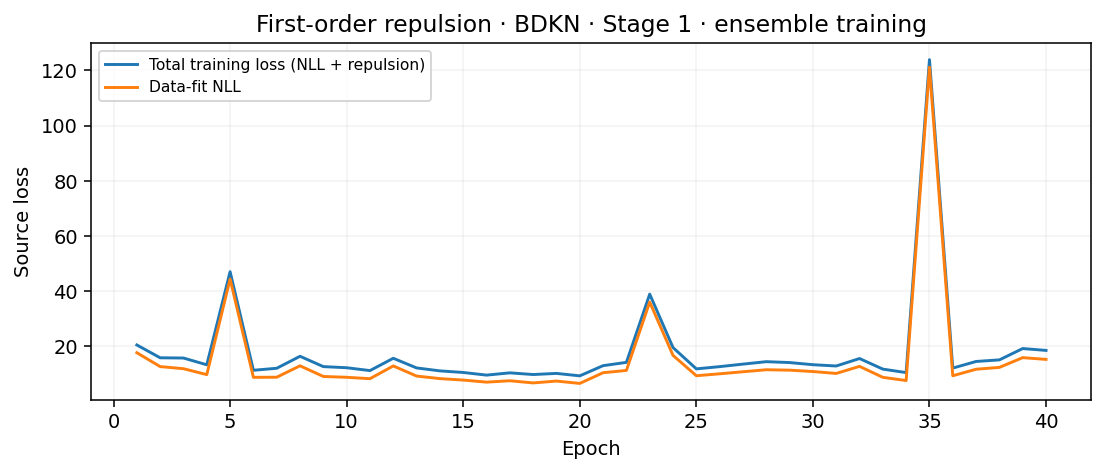 First-order repulsion · BDKN · Stage 1 · ensemble training
Total training loss (NLL + repulsion)
Data-fit NLL
Source loss
120
100
80
60
40
20
0 5 10 15 20 25 30 35 40
Epoch